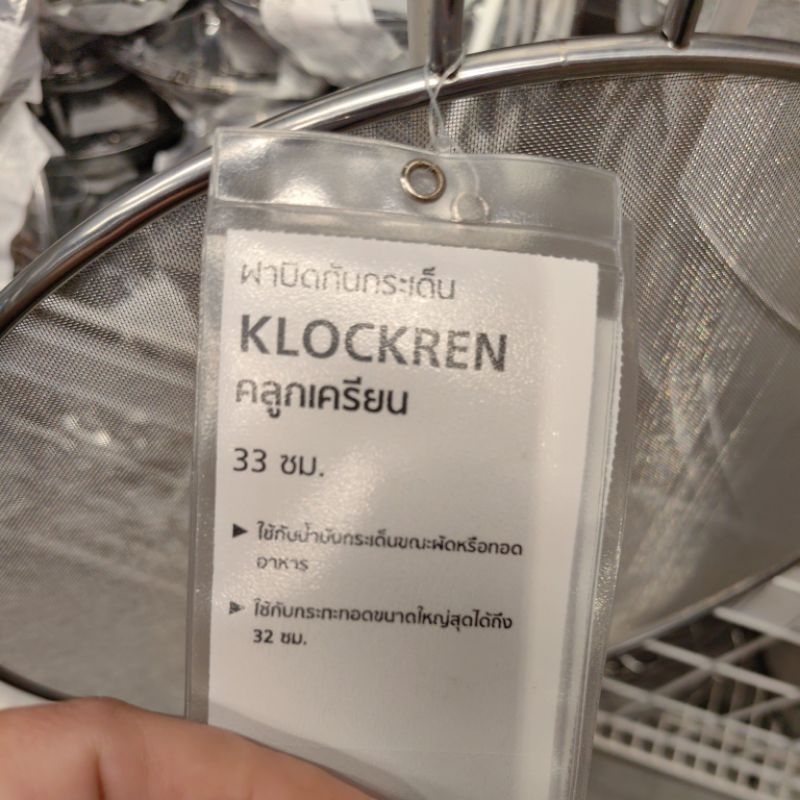 ฝาปิดกันกระเด็น
KLOCKREN
คลูกเครียน
33 ซม.
▶ ใช้กันน้ำมันกระเด็นขณะผัดหรือทอด
อาหาร
▶ ใช้กับกระทะทอดขนาดใหญ่สุดได้ถึง
32 ซม.